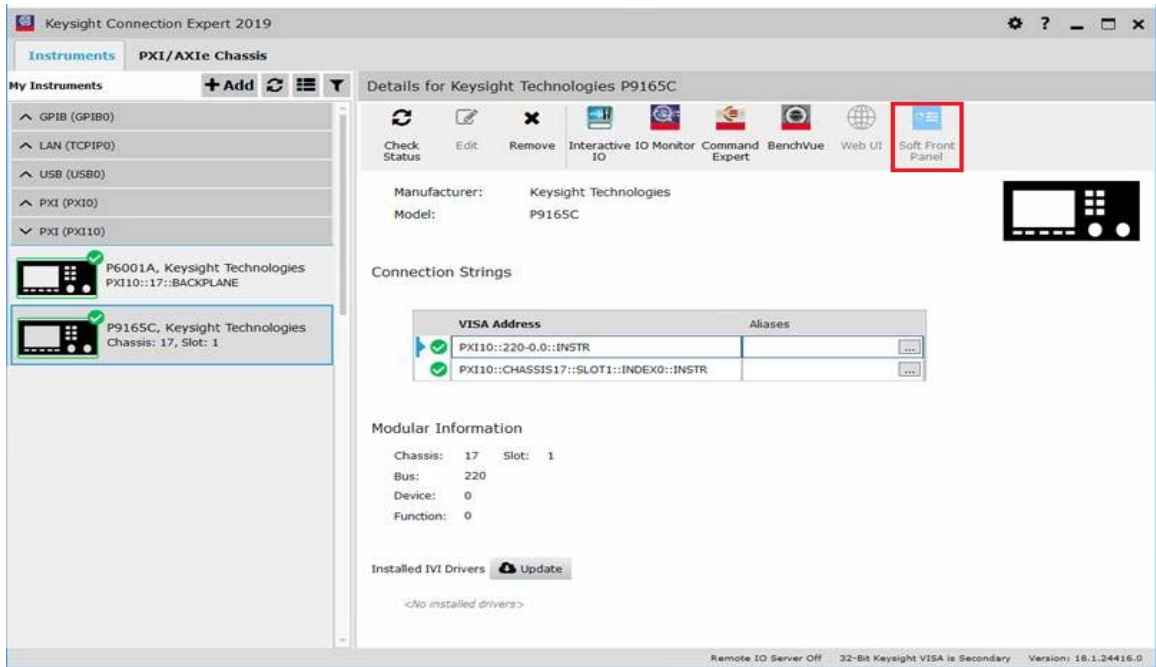 Keysight Connection Expert 2019
?
Instruments PXI/AXIe Chassis
My Instruments
Add
GPIB (GPIB0)
LAN (TCPIP0)
USB (USB0)
PXI (PXI0)
PXI (PXI10)
P6001A, Keysight Technologies
PXI10::17::BACKPLANE
P9165C, Keysight Technologies
Chassis: 17, Slot: 1
Details for Keysight Technologies P9165C
Check Status
Edit
Remove
Interactive IO
IO Monitor
Command Expert
BenchVue
Web UI
Soft Front Panel
Manufacturer: Keysight Technologies
Model: P9165C
Connection Strings
VISA Address Aliases
PXI10::220-0.0::INSTR ...
PXI10::CHASSIS17::SLOT1::INDEX0::INSTR ...
Modular Information
Chassis: 17 Slot: 1
Bus: 220
Device: 0
Function: 0
Installed IVI Drivers Update
<No installed drivers>
Remote IO Server Off 32-Bit Keysight VISA is Secondary Version: 18.1.24416.0